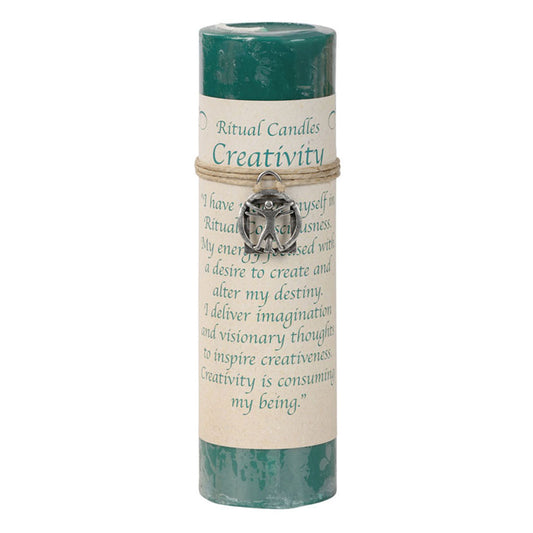 Ritual Candles
Creativity
"I have myself in
Ritual Consciousness.
My energy focused with
a desire to create and
alter my destiny.
I deliver imagination
and visionary thoughts
to inspire creativeness.
Creativity is consuming
my being."